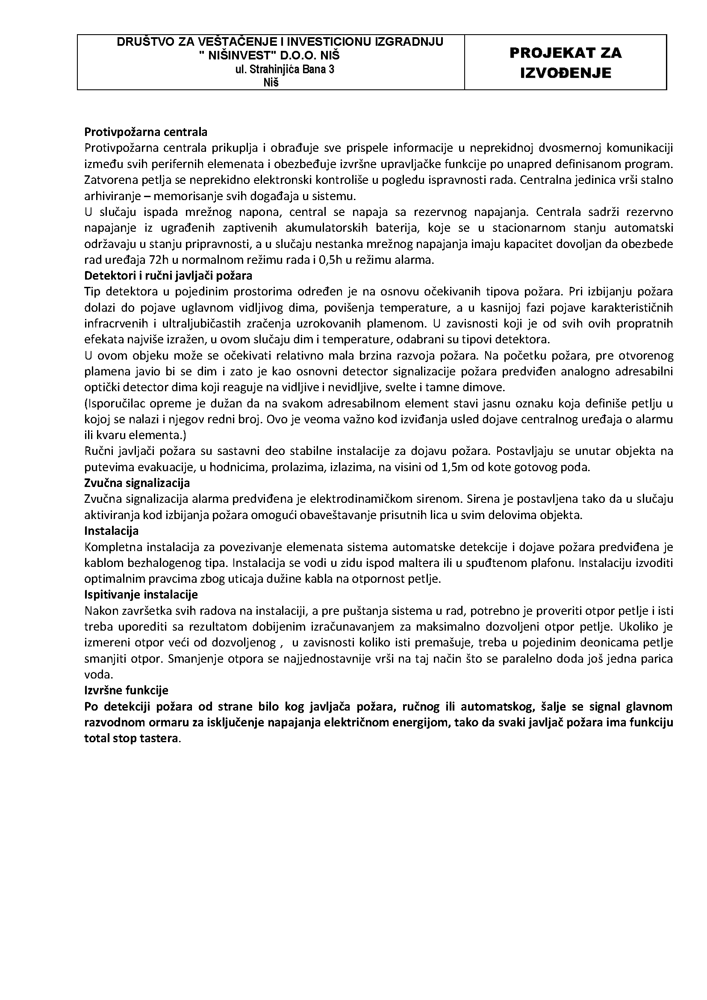 DRUŠTVO ZA VEŠTAČENJE I INVESTICIONU IZGRADNJU
" NIŠINVEST" D.O.O. NIŠ
ul. Strahinjića Bana 3
Niš
PROJEKAT ZA
IZVOĐENJE
Protivpožarna centrala
Protivpožarna centrala prikuplja i obrađuje sve prispele informacije u neprekidnoj dvosmernoj komunikaciji
između svih perifernih elemenata i obezbeđuje izvršne upravljačke funkcije po unapred definisanom program.
Zatvorena petlja se neprekidno elektronski kontroliše u pogledu ispravnosti rada. Centralna jedinica vrši stalno
arhiviranje – memorisanje svih događaja u sistemu.
U slučaju ispada mrežnog napona, central se napaja sa rezervnog napajanja. Centrala sadrži rezervno
napajanje iz ugrađenih zaptivenih akumulatorskih baterija, koje se u stacionarnom stanju automatski
održavaju u stanju pripravnosti, a u slučaju nestanka mrežnog napajanja imaju kapacitet dovoljan da obezbede
rad uređaja 72h u normalnom režimu rada i 0,5h u režimu alarma.
Detektori i ručni javljači požara
Tip detektora u pojedinim prostorima određen je na osnovu očekivanih tipova požara. Pri izbijanju požara
dolazi do pojave uglavnom vidljivog dima, povišenja temperature, a u kasnijoj fazi pojave karakterističnih
infracrvenih i ultraljubičastih zračenja uzrokovanih plamenom. U zavisnosti koji je od svih ovih propratnih
efekata najviše izražen, u ovom slučaju dim i temperature, odabrani su tipovi detektora.
U ovom objeku može se očekivati relativno mala brzina razvoja požara. Na početku požara, pre otvorenog
plamena javio bi se dim i zato je kao osnovni detector signalizacije požara predviđen analogno adresabilni
optički detector dima koji reaguje na vidljive i nevidljive, svelte i tamne dimove.
(Isporučilac opreme je dužan da na svakom adresabilnom element stavi jasnu oznaku koja definiše petlju u
kojoj se nalazi i njegov redni broj. Ovo je veoma važno kod izviđanja usled dojave centralnog uređaja o alarmu
ili kvaru elementa.)
Ručni javljači požara su sastavni deo stabilne instalacije za dojavu požara. Postavljaju se unutar objekta na
putevima evakuacije, u hodnicima, prolazima, izlazima, na visini od 1,5m od kote gotovog poda.
Zvučna signalizacija
Zvučna signalizacija alarma predviđena je elektrodinamičkom sirenom. Sirena je postavljena tako da u slučaju
aktiviranja kod izbijanja požara omogući obaveštavanje prisutnih lica u svim delovima objekta.
Instalacija
Kompletna instalacija za povezivanje elemenata sistema automatske detekcije i dojave požara predviđena je
kablom bezhalogenog tipa. Instalacija se vodi u zidu ispod maltera ili u spuđtenom plafonu. Instalaciju izvoditi
optimalnim pravcima zbog uticaja dužine kabla na otpornost petlje.
Ispitivanje instalacije
Nakon završetka svih radova na instalaciji, a pre puštanja sistema u rad, potrebno je proveriti otpor petlje i isti
treba uporediti sa rezultatom dobijenim izračunavanjem za maksimalno dozvoljeni otpor petlje. Ukoliko je
izmereni otpor veći od dozvoljenog ,  u zavisnosti koliko isti premašuje, treba u pojedinim deonicama petlje
smanjiti otpor. Smanjenje otpora se najjednostavnije vrši na taj način što se paralelno doda još jedna parica
voda.
Izvršne funkcije
Po detekciji požara od strane bilo kog javljača požara, ručnog ili automatskog, šalje se signal glavnom
razvodnom ormaru za isključenje napajanja električnom energijom, tako da svaki javljač požara ima funkciju
total stop tastera.